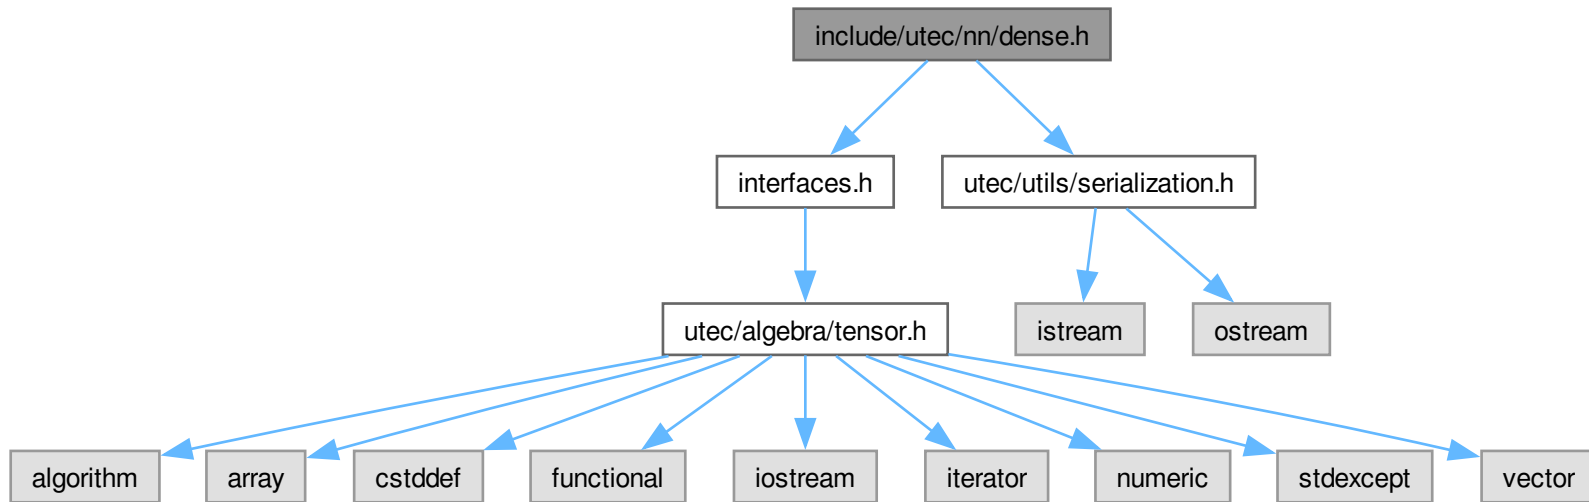 include/utec/nn/dense.h
interfaces.h
utec/utils/serialization.h
utec/algebra/tensor.h
istream
ostream
algorithm
array
cstddef
functional
iostream
iterator
numeric
stdexcept
vector